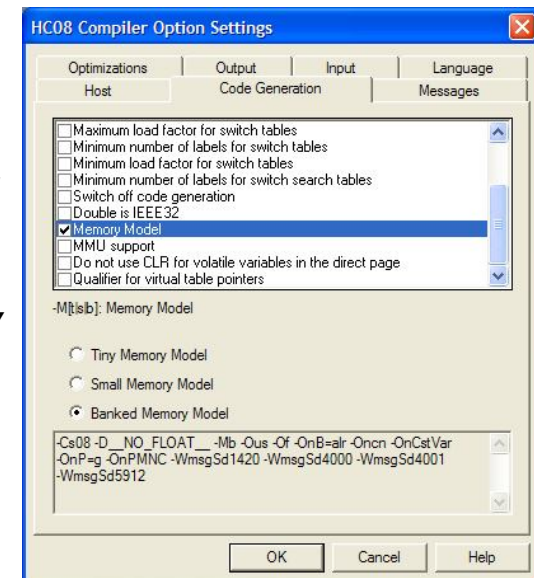 HC08 Compiler Option Settings
Optimizations Output Input Language
Host Code Generation Messages
Maximum load factor for switch tables
Minimum number of labels for switch tables
Minimum load factor for switch tables
Minimum number of labels for switch search tables
Switch off code generation
Double is IEEE32
Memory Model
MMU support
Do not use CLR for volatile variables in the direct page
Qualifier for virtual table pointers
-M[t|s|b]: Memory Model
Tiny Memory Model
Small Memory Model
Banked Memory Model
-Cs08 -D__NO_FLOAT__ -Mb -Ous -Of -OnB=alr -Oncn -OnCstVar
-OnP=g -OnPMNC -WmsgSd1420 -WmsgSd4000 -WmsgSd4001
-WmsgSd5912
OK Cancel Help